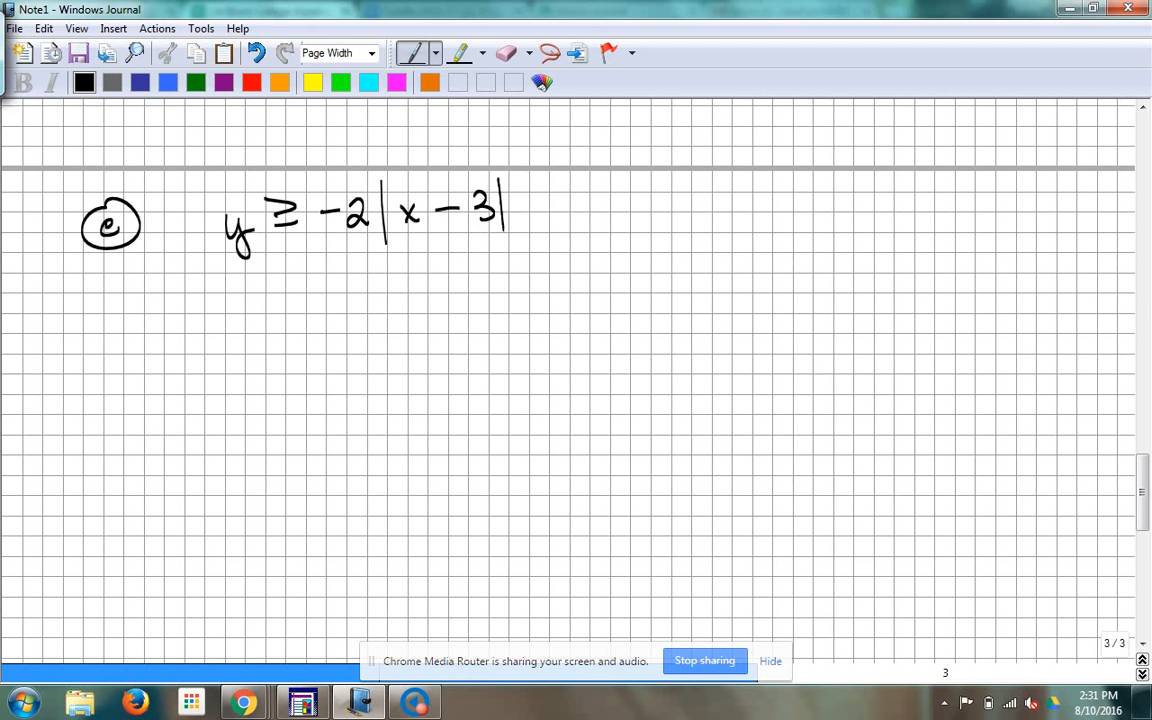 Note1 - Windows Journal
File Edit View Insert Actions Tools Help
Page Width
B I
e y ≥ -2|x - 3|
3 / 3
Chrome Media Router is sharing your screen and audio. Stop sharing Hide
3
2:31 PM
8/10/2016